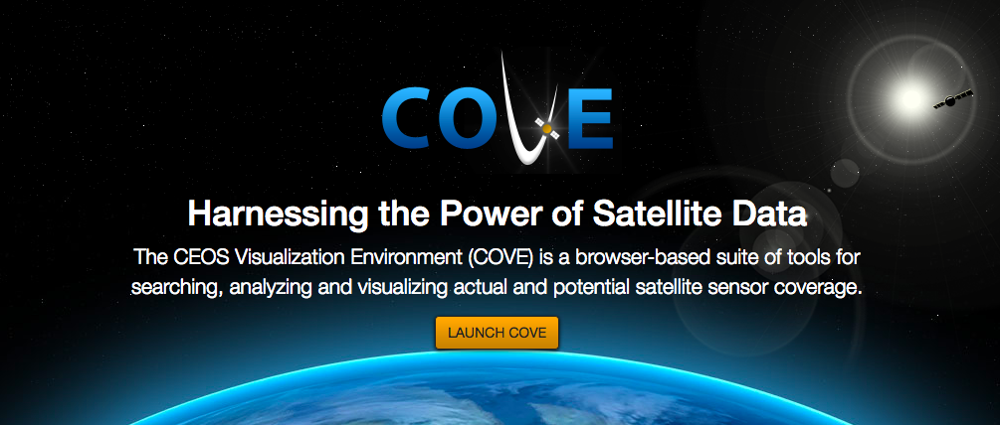 COVE
Harnessing the Power of Satellite Data
The CEOS Visualization Environment (COVE) is a browser-based suite of tools for
searching, analyzing and visualizing actual and potential satellite sensor coverage.
LAUNCH COVE